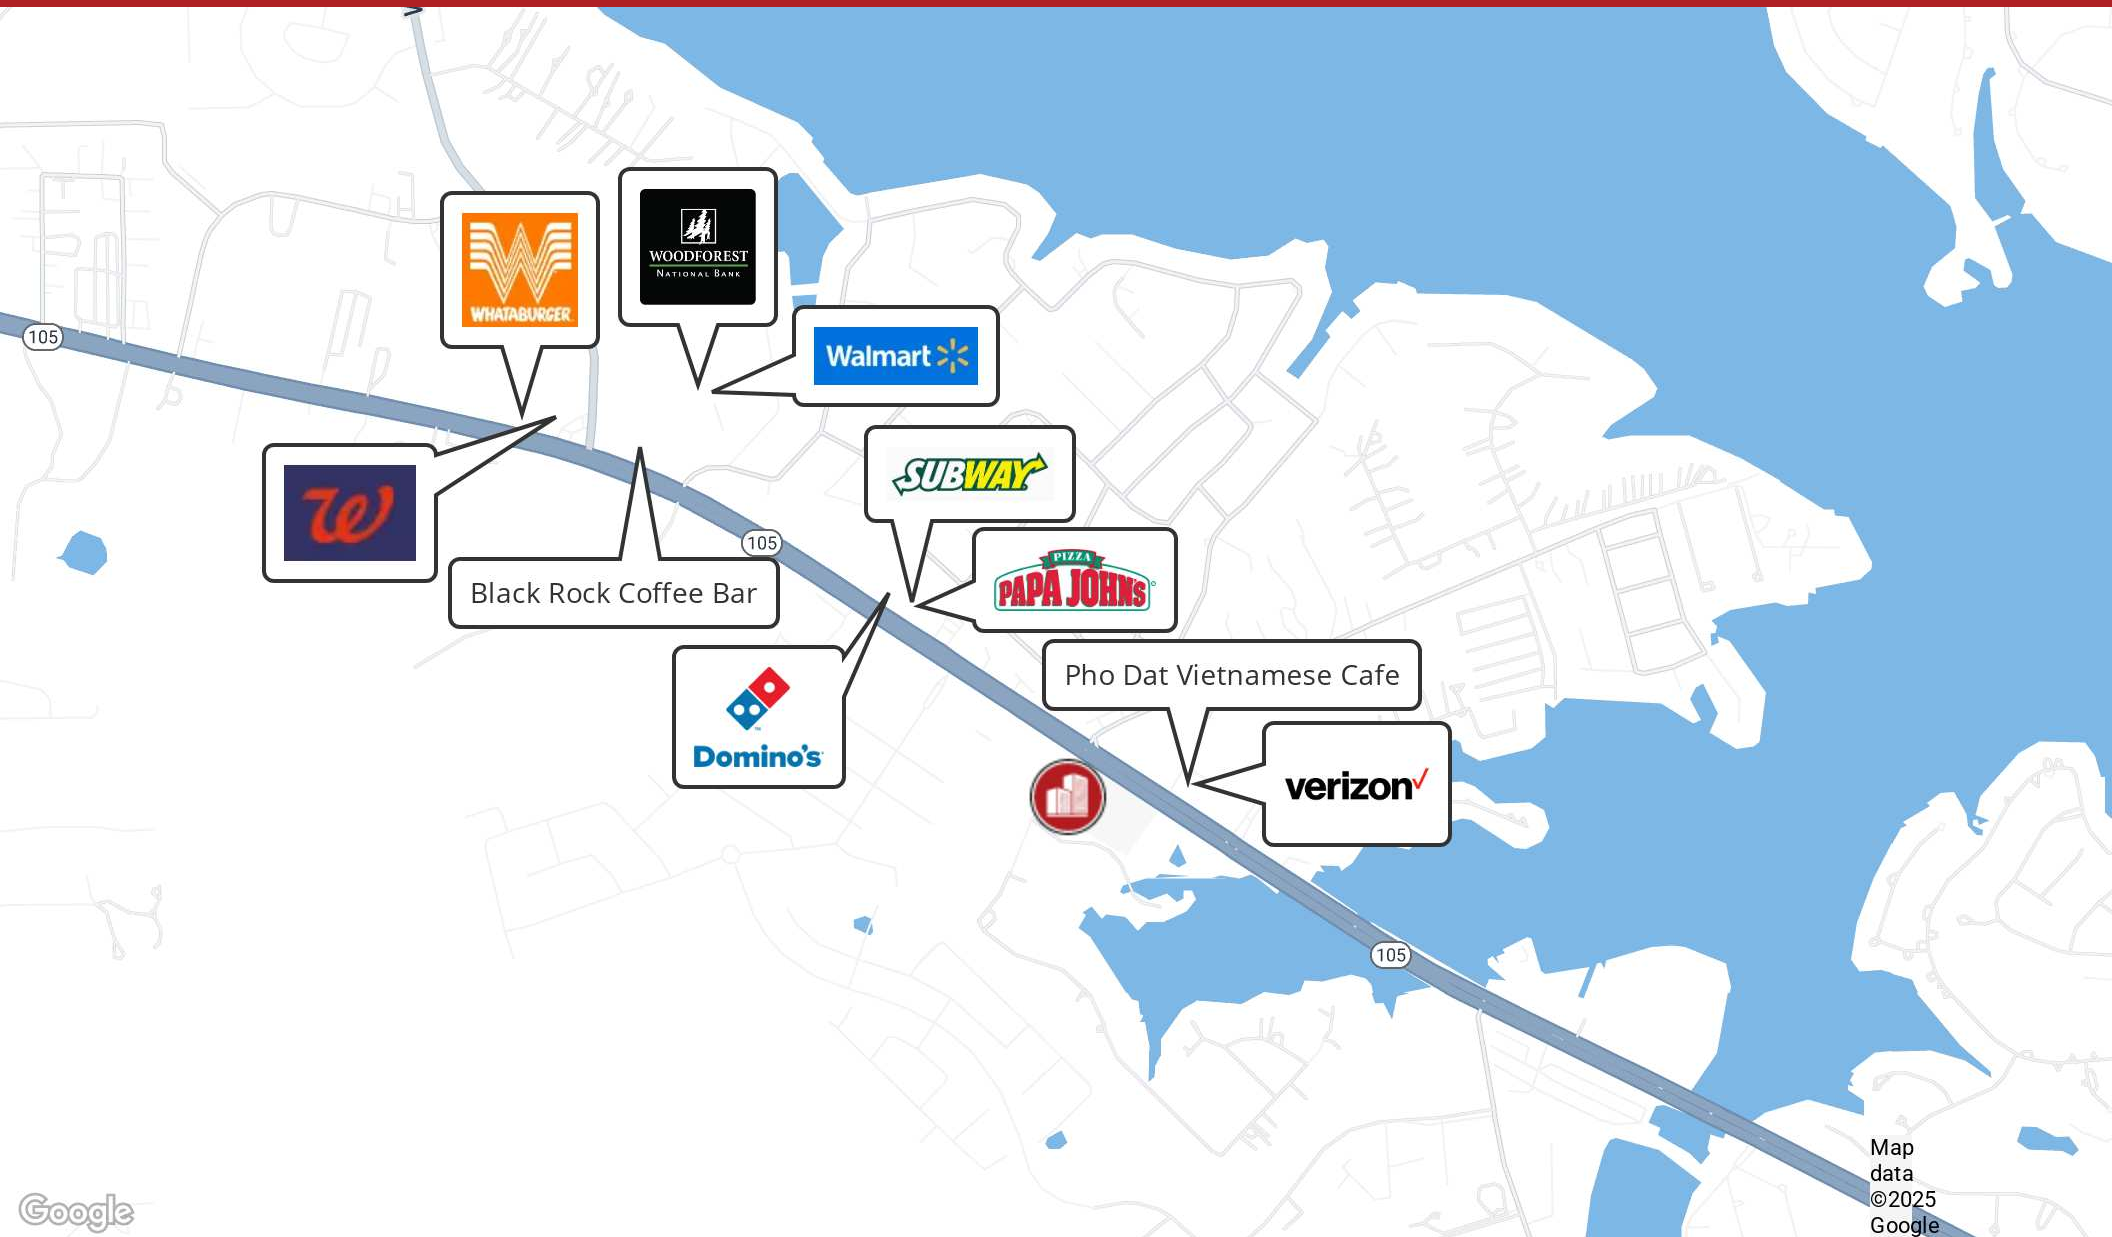 WOODFOREST
NATIONAL BANK
WHATABURGER
Walmart
105
SUBWAY
105
PIZZA
PAPA JOHN'S
Black Rock Coffee Bar
Pho Dat Vietnamese Cafe
Domino's
verizon
105
Map
data
©2025
Google
Google